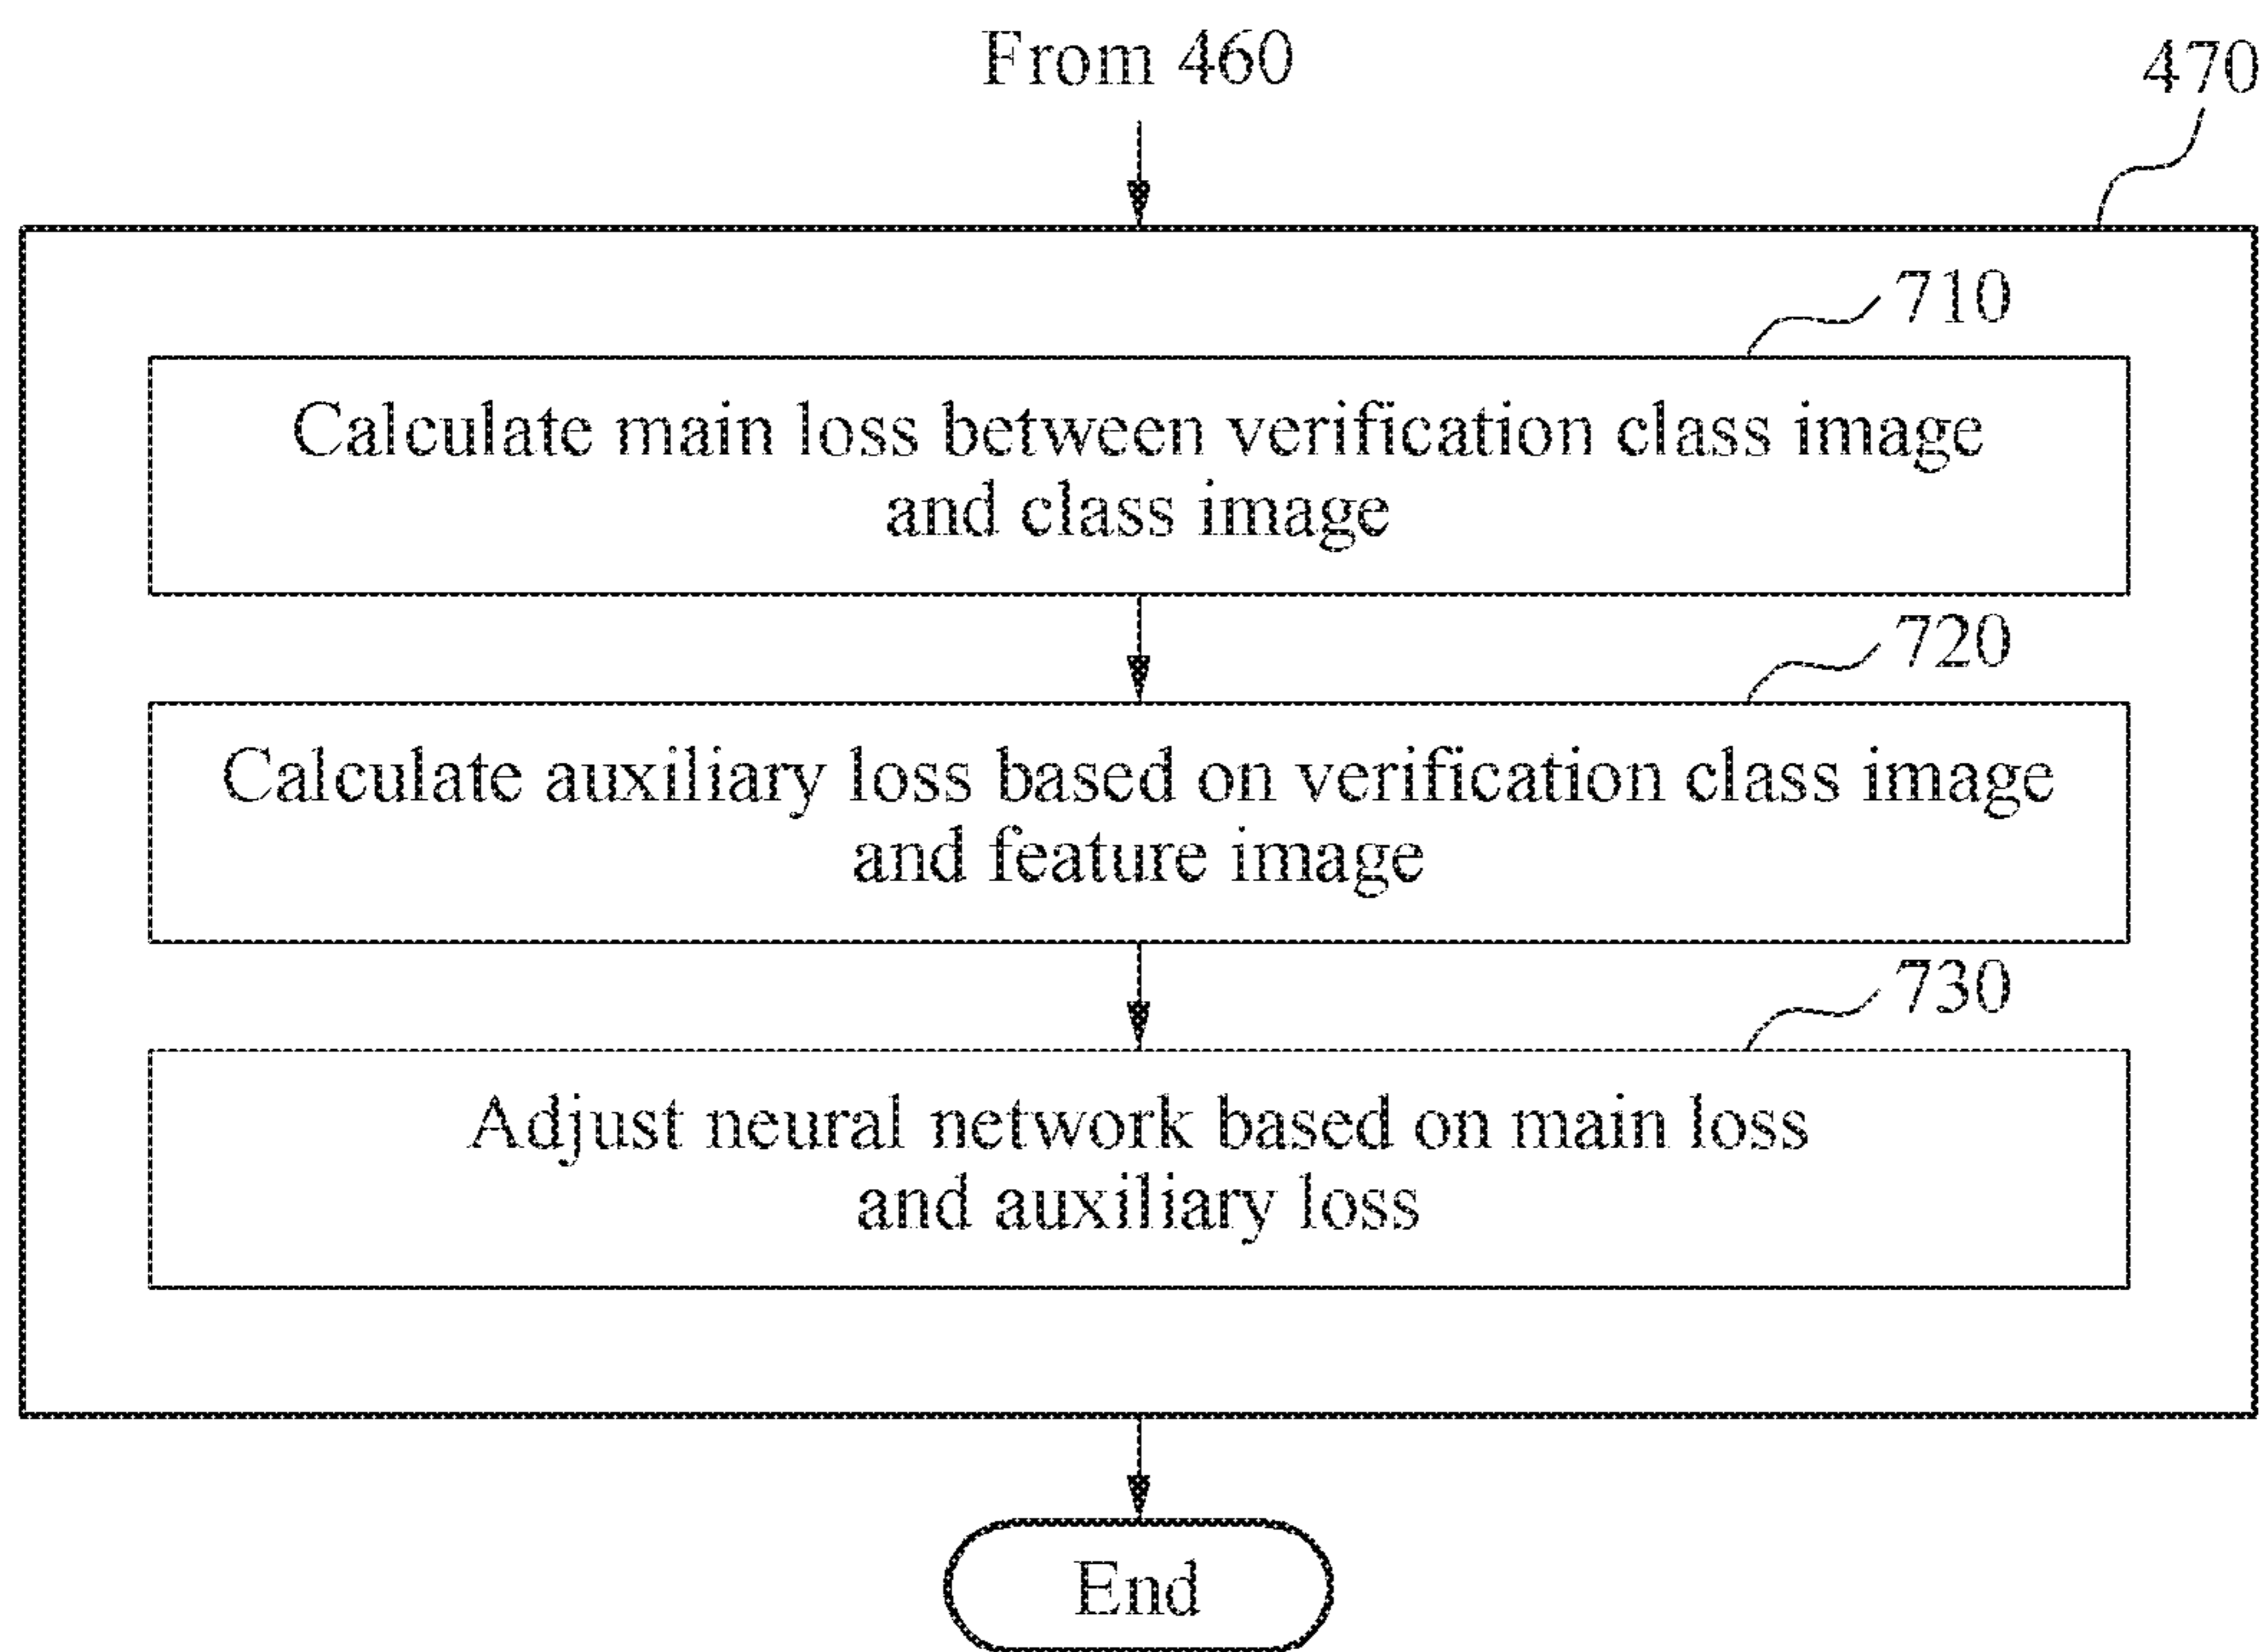 From 460
470
710
Calculate main loss between verification class image
and class image
720
Calculate auxiliary loss based on verification class image
and feature image
730
Adjust neural network based on main loss
and auxiliary loss
End